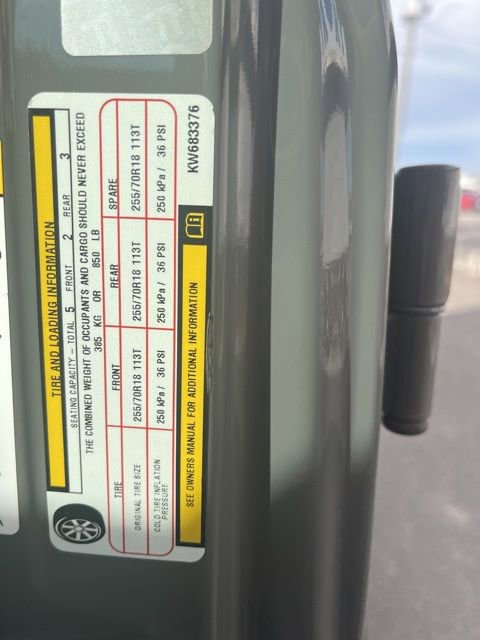 TIRE AND LOADING INFORMATION
SEATING CAPACITY – TOTAL 5 FRONT 2 REAR 3
THE COMBINED WEIGHT OF OCCUPANTS AND CARGO SHOULD NEVER EXCEED
385 KG OR 850 LB
TIRE FRONT REAR SPARE
ORIGINAL TIRE SIZE 255/70R18 113T 255/70R18 113T 255/70R18 113T
COLD TIRE INFLATION 250 kPa / 36 PSI 250 kPa / 36 PSI 250 kPa / 36 PSI
PRESSURE
SEE OWNERS MANUAL FOR ADDITIONAL INFORMATION
KW683376